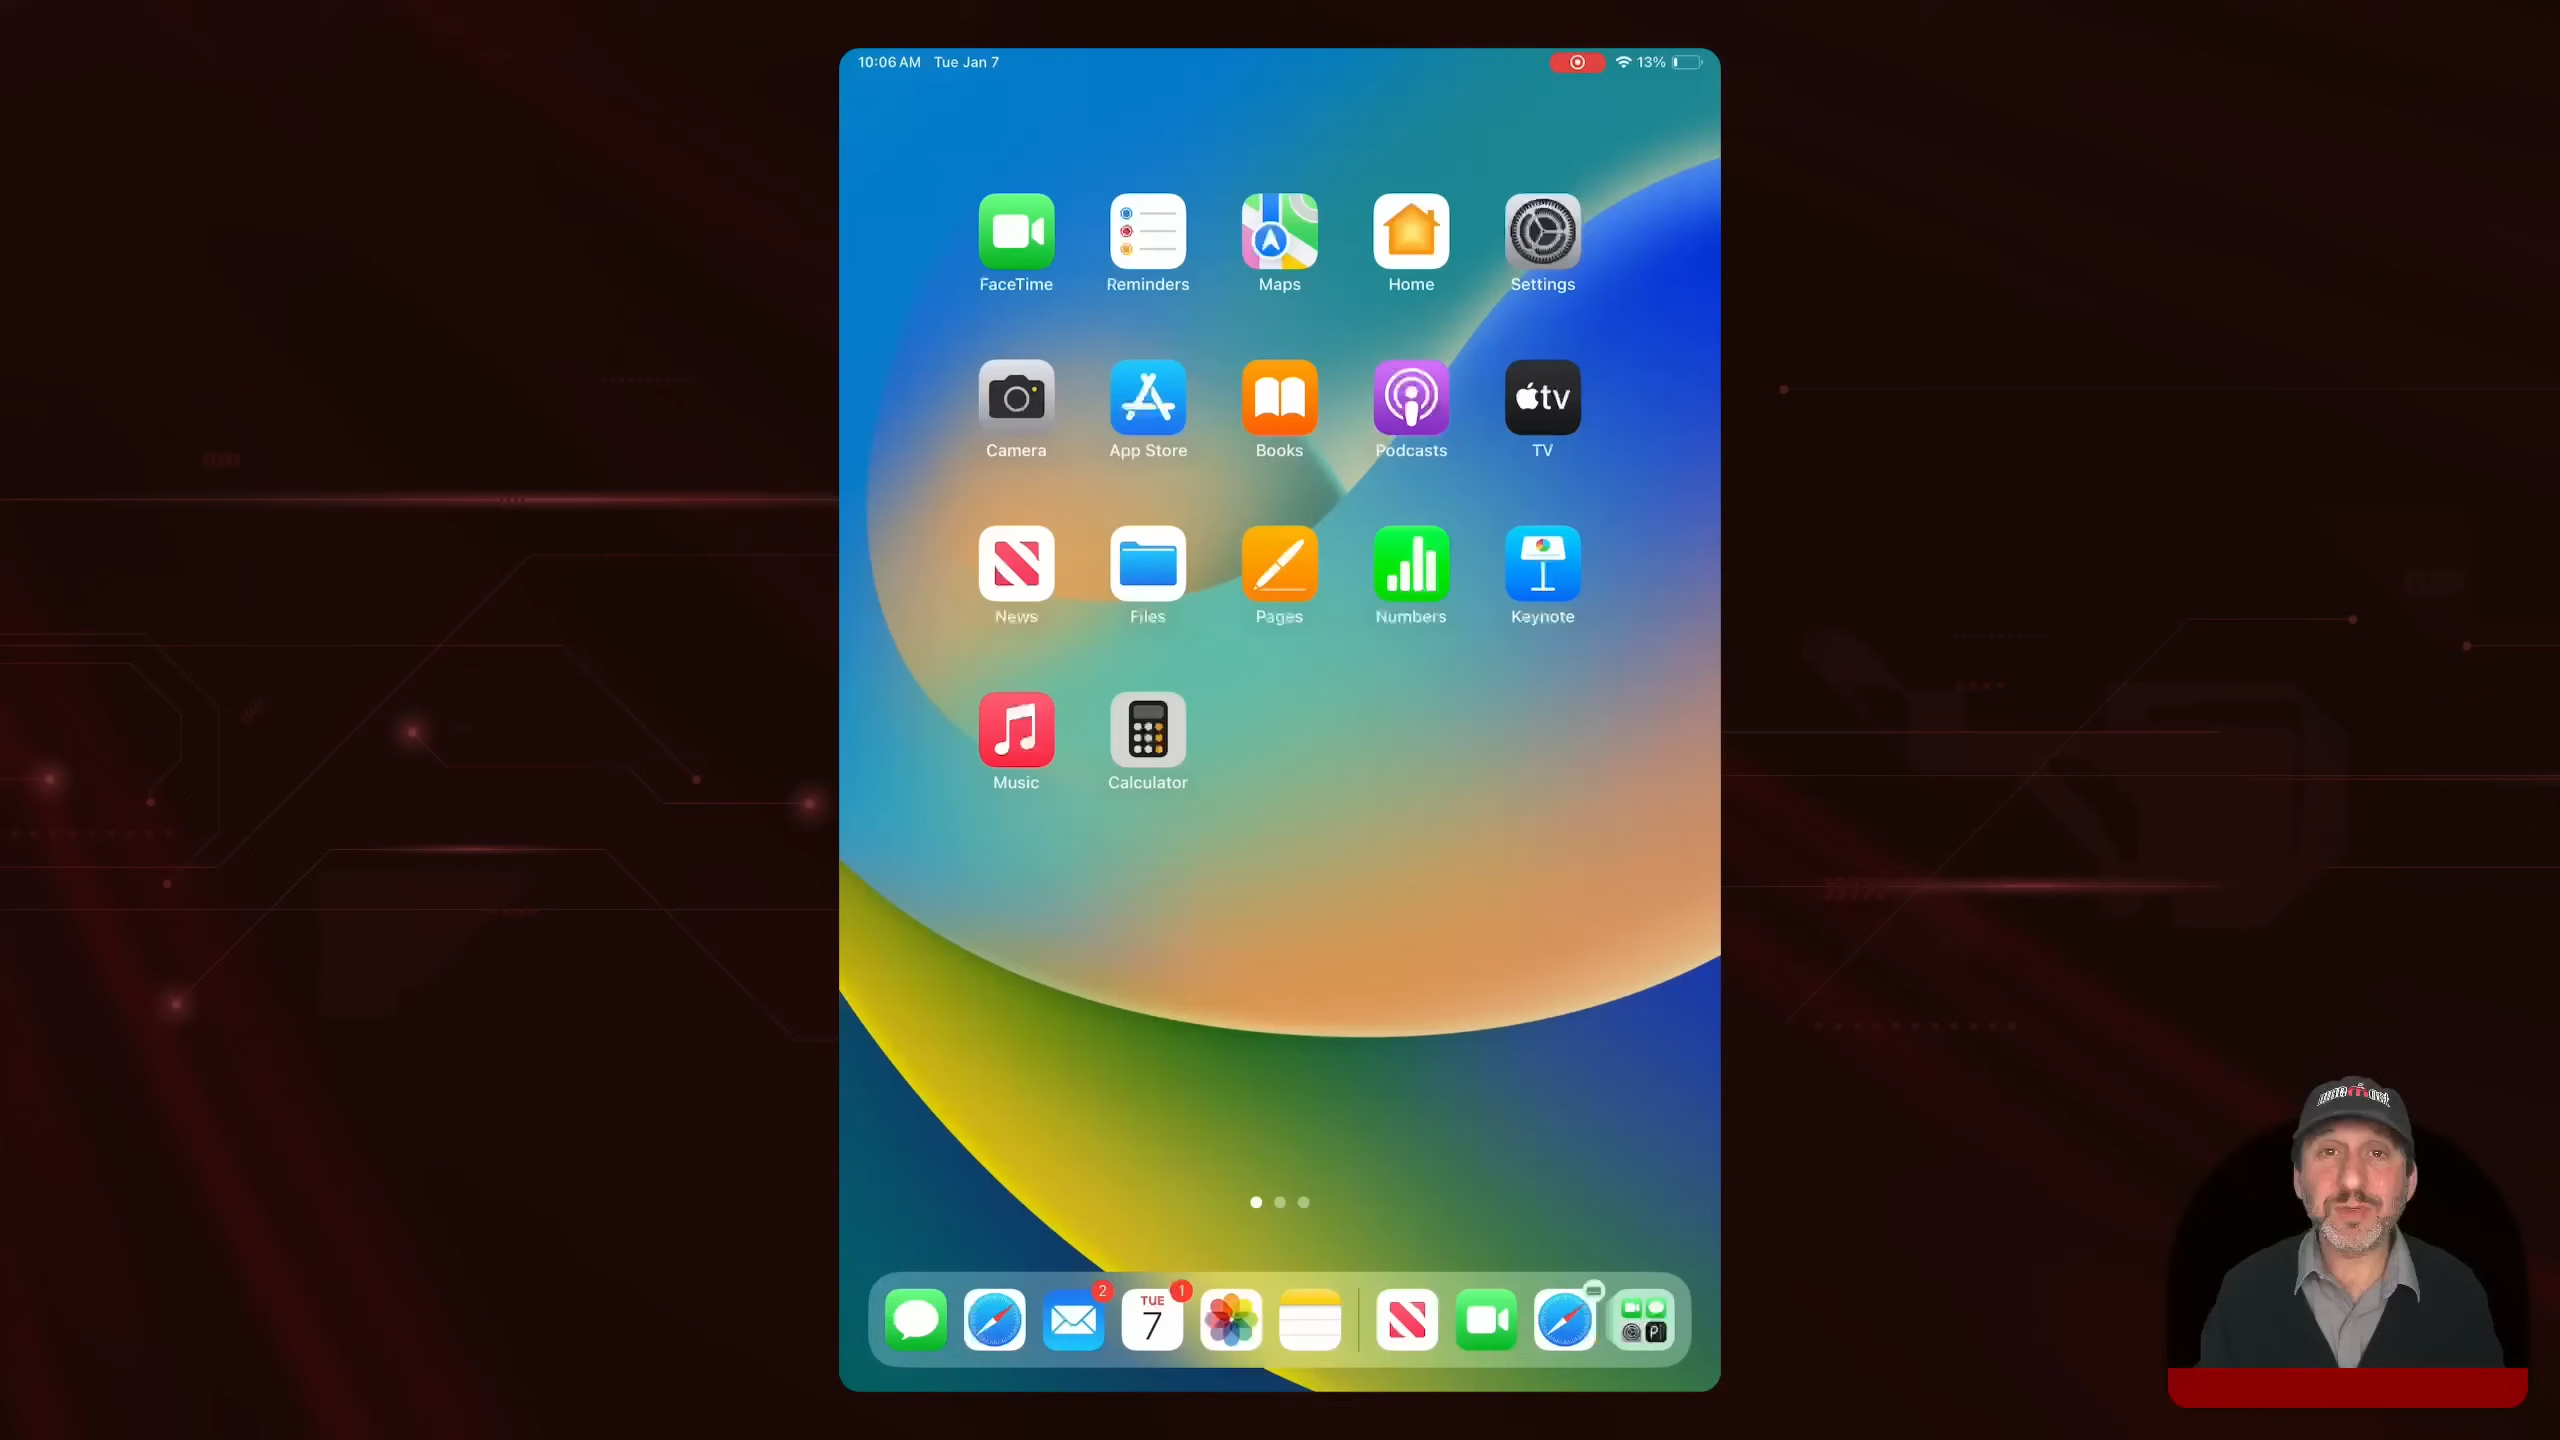 10:06 AM Tue Jan 7
13%
FaceTime Reminders Maps Home Settings
tv
Camera App Store Books Podcasts TV
News Files Pages Numbers Keynote
Music Calculator
2 1
TUE
7